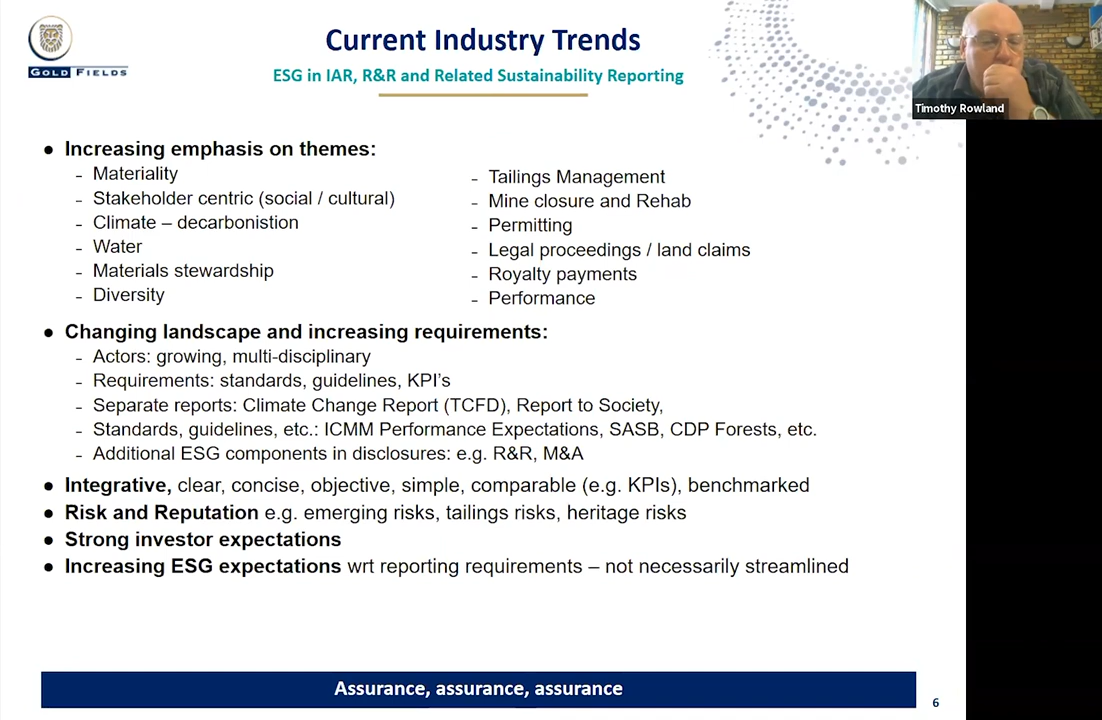 GOLD FIELDS
Current Industry Trends
ESG in IAR, R&R and Related Sustainability Reporting
Timothy Rowland
● Increasing emphasis on themes:
- Materiality
- Stakeholder centric (social / cultural)
- Climate – decarbonistion
- Water
- Materials stewardship
- Diversity
- Tailings Management
- Mine closure and Rehab
- Permitting
- Legal proceedings / land claims
- Royalty payments
- Performance
● Changing landscape and increasing requirements:
- Actors: growing, multi-disciplinary
- Requirements: standards, guidelines, KPI's
- Separate reports: Climate Change Report (TCFD), Report to Society,
- Standards, guidelines, etc.: ICMM Performance Expectations, SASB, CDP Forests, etc.
- Additional ESG components in disclosures: e.g. R&R, M&A
● Integrative, clear, concise, objective, simple, comparable (e.g. KPIs), benchmarked
● Risk and Reputation e.g. emerging risks, tailings risks, heritage risks
● Strong investor expectations
● Increasing ESG expectations wrt reporting requirements – not necessarily streamlined
Assurance, assurance, assurance
6